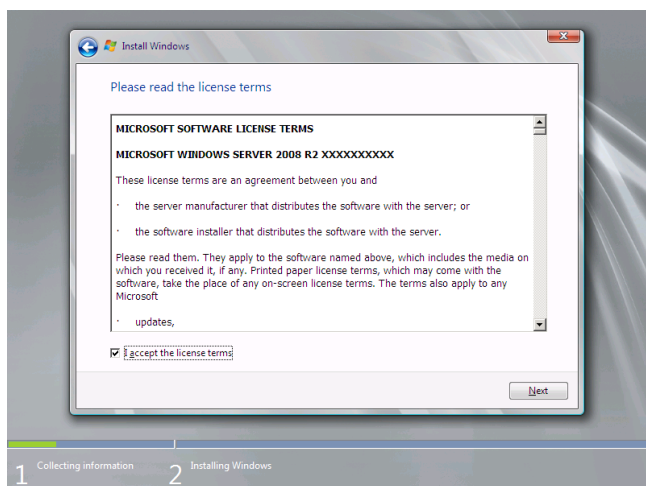 Install Windows
Please read the license terms
MICROSOFT SOFTWARE LICENSE TERMS
MICROSOFT WINDOWS SERVER 2008 R2 XXXXXXXXXX
These license terms are an agreement between you and
· the server manufacturer that distributes the software with the server; or
· the software installer that distributes the software with the server.
Please read them. They apply to the software named above, which includes the media on
which you received it, if any. Printed paper license terms, which may come with the
software, take the place of any on-screen license terms. The terms also apply to any
Microsoft
· updates,
I accept the license terms
Next
1 Collecting information
2 Installing Windows